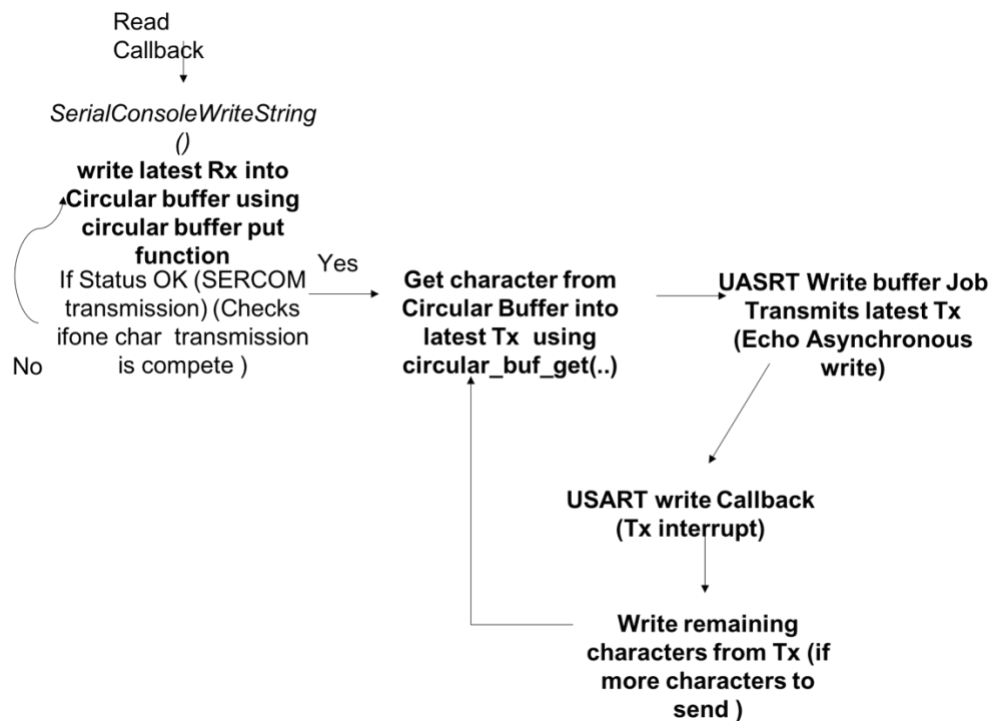 Read
Callback
SerialConsoleWriteString
()
write latest Rx into
Circular buffer using
circular buffer put
function
If Status OK (SERCOM
transmission) (Checks
ifone char transmission
is compete )
No
Yes
Get character from
Circular Buffer into
latest Tx using
circular_buf_get(..)
UASRT Write buffer Job
Transmits latest Tx
(Echo Asynchronous
write)
USART write Callback
(Tx interrupt)
Write remaining
characters from Tx (if
more characters to
send )